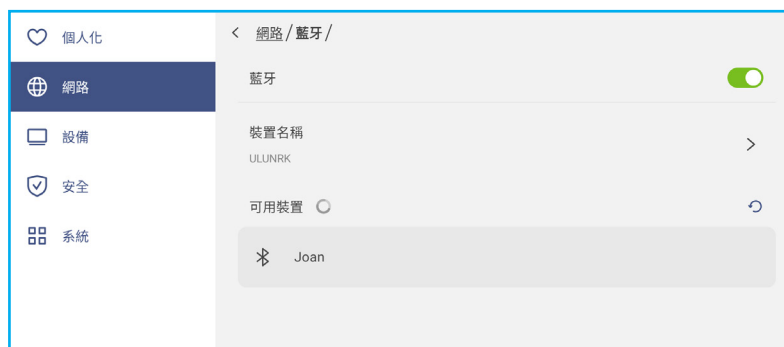 個人化
網路
設備
安全
系統
網路/藍牙/
藍牙
裝置名稱
ULUNRK
可用裝置
Joan